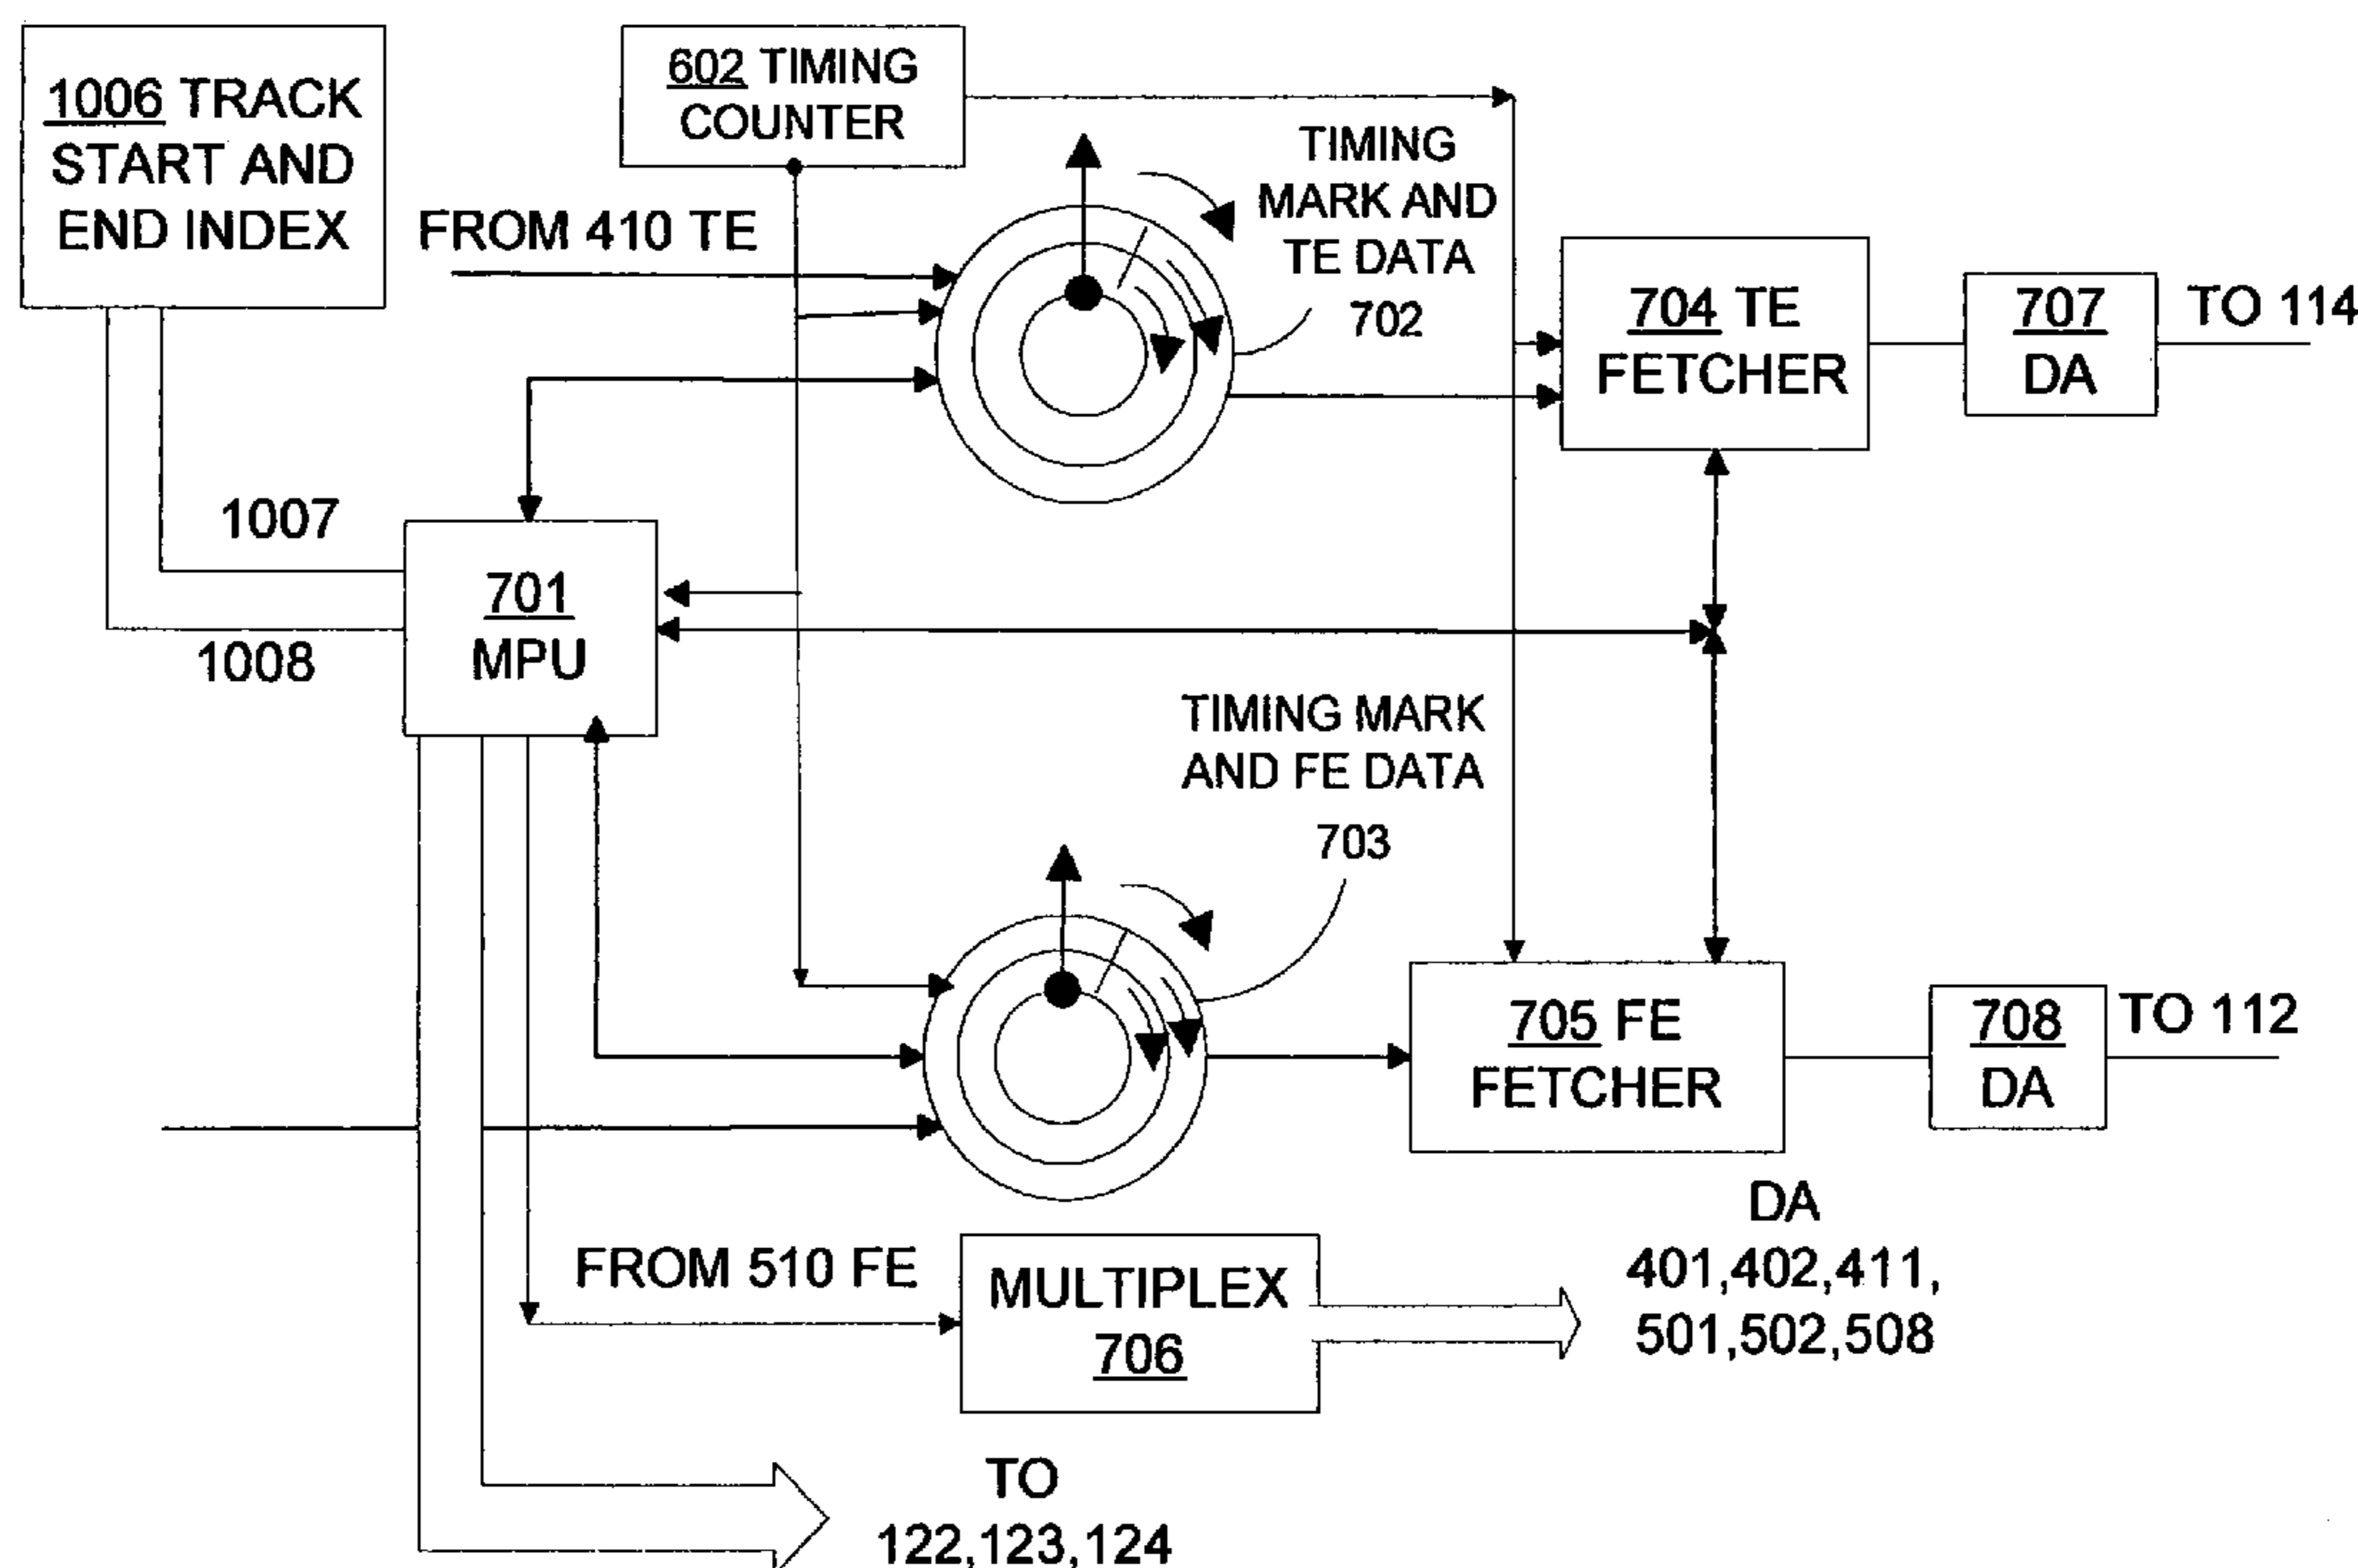 1006 TRACK
START AND
END INDEX
602 TIMING
COUNTER
FROM 410 TE
TIMING
MARK AND
TE DATA
702
704 TE
FETCHER
707
DA
TO 114
1007
1008
701
MPU
TIMING MARK
AND FE DATA
703
705 FE
FETCHER
708
DA
TO 112
FROM 510 FE
MULTIPLEX
706
DA
401,402,411,
501,502,508
TO
122,123,124